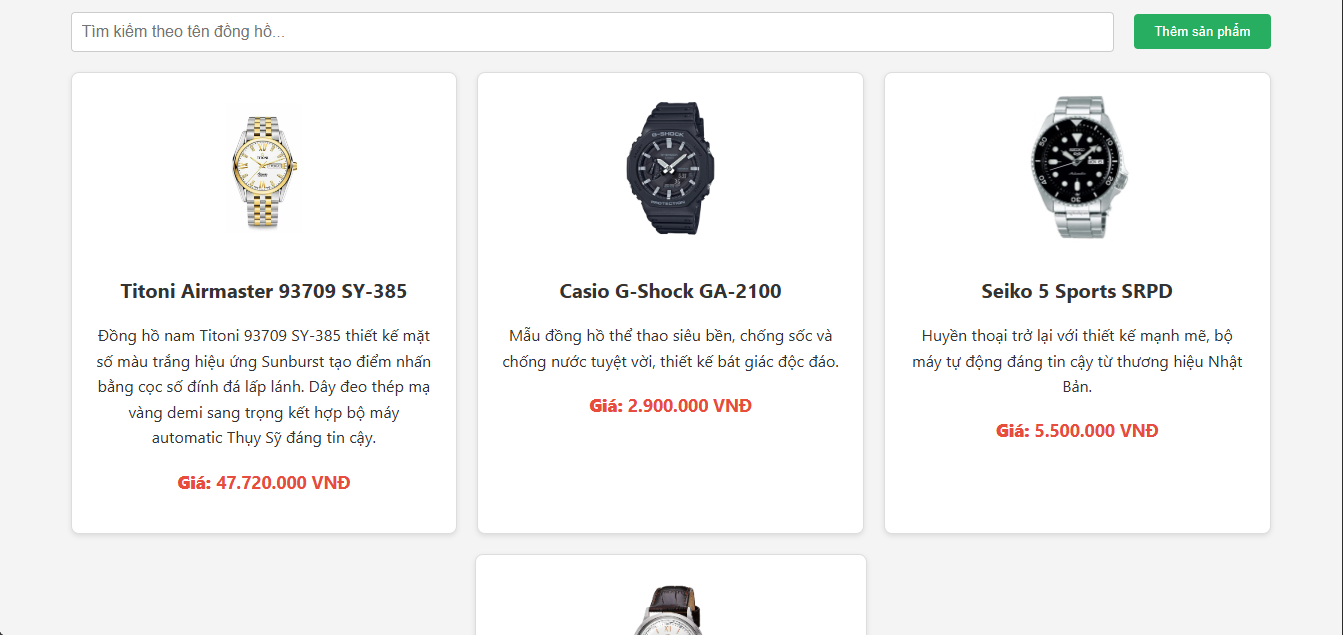 Tìm kiếm theo tên đồng hồ...
Thêm sản phẩm
TITONI
G-SHOCK
PROTECTION
SEIKO
5
Automatic
Titoni Airmaster 93709 SY-385
Đồng hồ nam Titoni 93709 SY-385 thiết kế mặt
số màu trắng hiệu ứng Sunburst tạo điểm nhấn
bằng cọc số đính đá lấp lánh. Dây đeo thép mạ
vàng demi sang trọng kết hợp bộ máy
automatic Thụy Sỹ đáng tin cậy.
Giá: 47.720.000 VNĐ
Casio G-Shock GA-2100
Mẫu đồng hồ thể thao siêu bền, chống sốc và
chống nước tuyệt vời, thiết kế bát giác độc đáo.
Giá: 2.900.000 VNĐ
Seiko 5 Sports SRPD
Huyền thoại trở lại với thiết kế mạnh mẽ, bộ
máy tự động đáng tin cậy từ thương hiệu Nhật
Bản.
Giá: 5.500.000 VNĐ